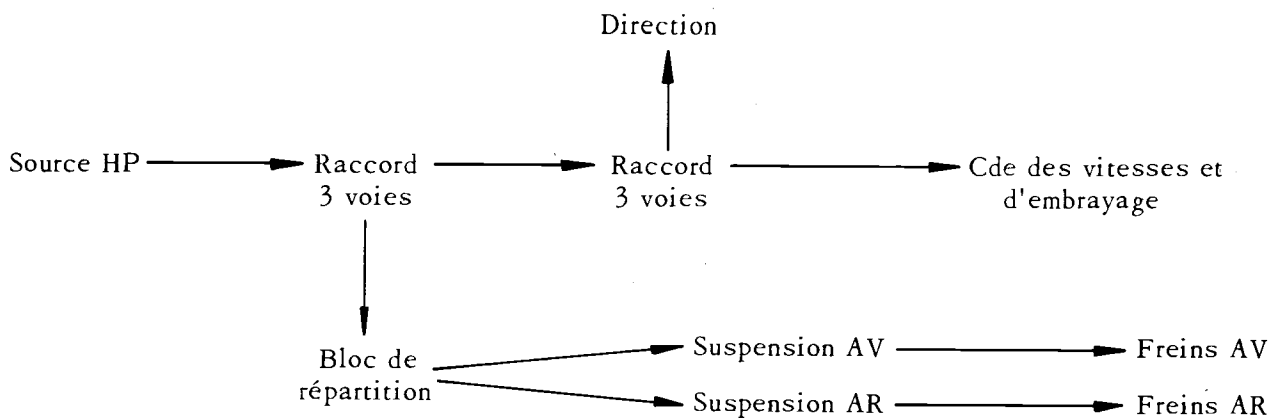 Direction
Source HP
Raccord
3 voies
Raccord
3 voies
Cde des vitesses et
d'embrayage
Bloc de
répartition
Suspension AV
Freins AV
Suspension AR
Freins AR